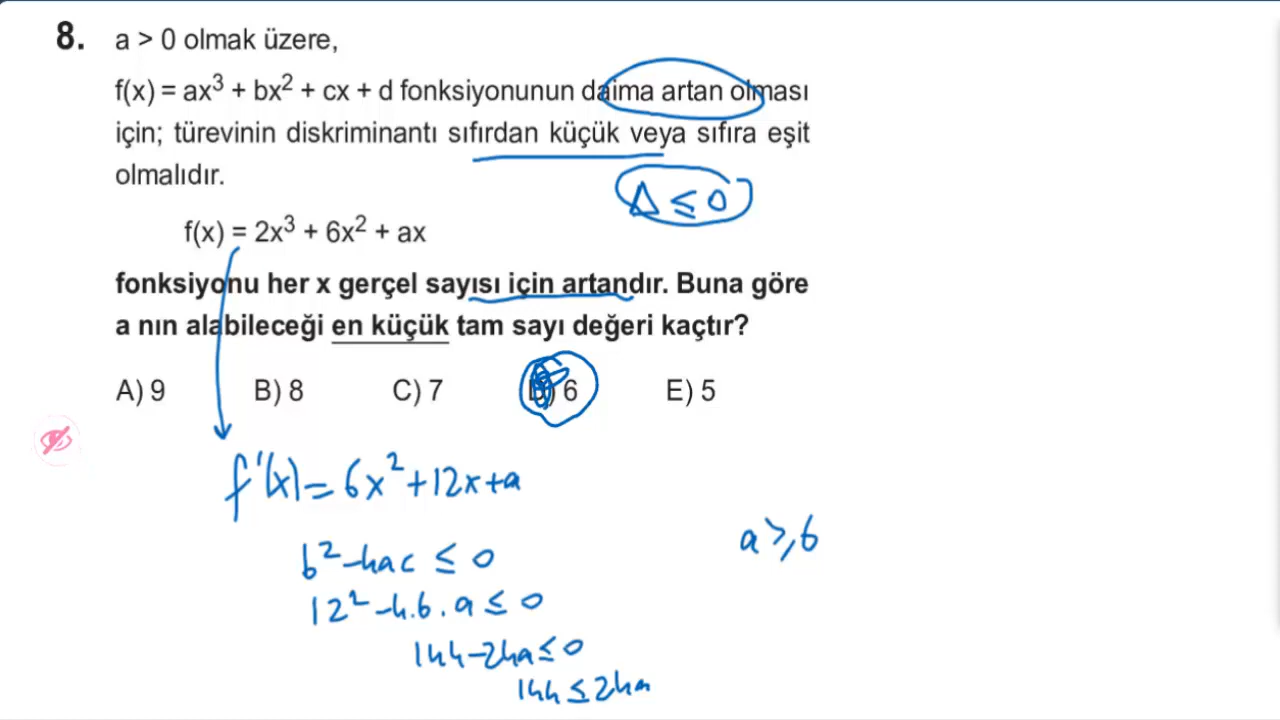 8. a > 0 olmak üzere,
f(x) = ax³ + bx² + cx + d fonksiyonunun daima artan olması
için; türevinin diskriminantı sıfırdan küçük veya sıfıra eşit
olmalıdır.
Δ ≤ 0
f(x) = 2x³ + 6x² + ax
fonksiyonu her x gerçel sayısı için artandır. Buna göre
a nın alabileceği en küçük tam sayı değeri kaçtır?
A) 9 B) 8 C) 7 D) 6 E) 5
f'(x) = 6x² + 12x + a
b² - 4ac ≤ 0
12² - 4.6.a ≤ 0
144 - 24a ≤ 0
144 ≤ 24a
a ≥ 6